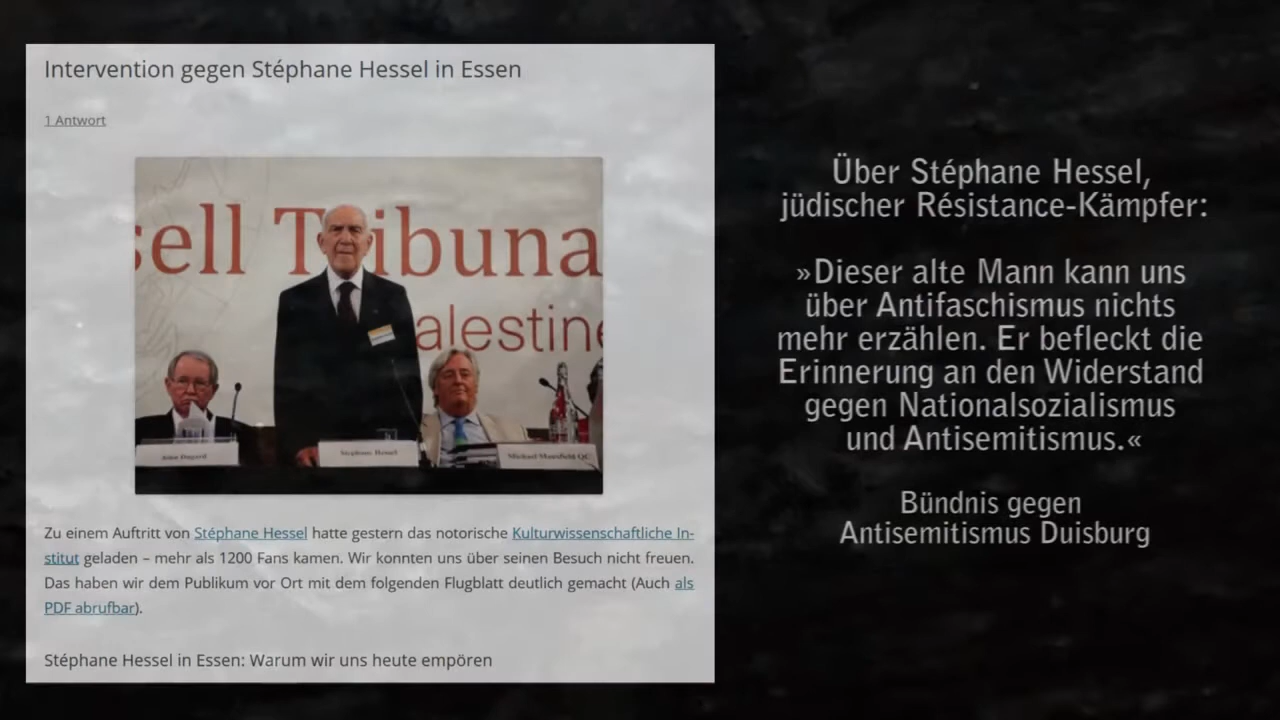 Intervention gegen Stéphane Hessel in Essen
1 Antwort
sell Tribuna
alestine
John Dugard
Stephane Hessel
Michael Mansfield QC
Zu einem Auftritt von Stéphane Hessel hatte gestern das notorische Kulturwissenschaftliche In-
stitut geladen – mehr als 1200 Fans kamen. Wir konnten uns über seinen Besuch nicht freuen.
Das haben wir dem Publikum vor Ort mit dem folgenden Flugblatt deutlich gemacht (Auch als
PDF abrufbar).
Stéphane Hessel in Essen: Warum wir uns heute empören
Über Stéphane Hessel,
jüdischer Résistance-Kämpfer:
»Dieser alte Mann kann uns
über Antifaschismus nichts
mehr erzählen. Er befleckt die
Erinnerung an den Widerstand
gegen Nationalsozialismus
und Antisemitismus.«
Bündnis gegen
Antisemitismus Duisburg